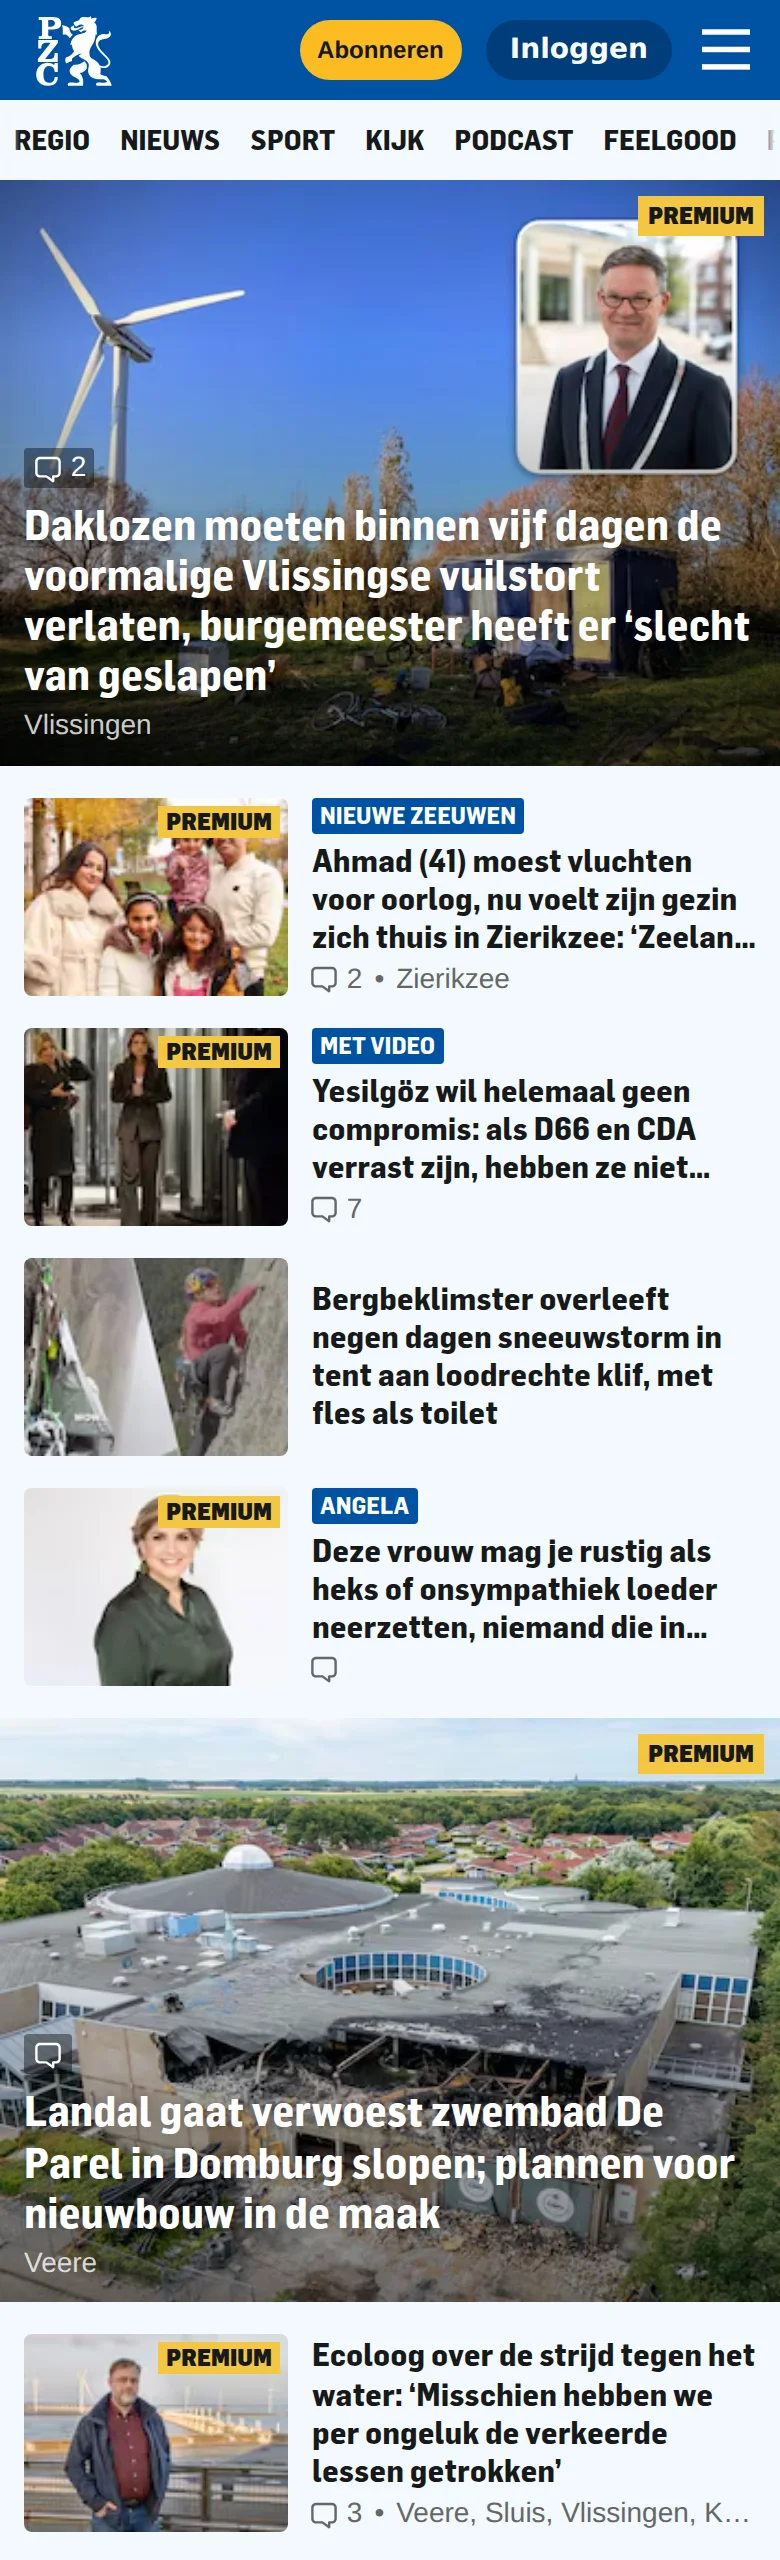 PZC
Abonneren
Inloggen
REGIO NIEUWS SPORT KIJK PODCAST FEELGOOD
PREMIUM
2
Daklozen moeten binnen vijf dagen de
voormalige Vlissingse vuilstort
verlaten, burgemeester heeft er ‘slecht
van geslapen’
Vlissingen
PREMIUM
NIEUWE ZEEUWEN
Ahmad (41) moest vluchten
voor oorlog, nu voelt zijn gezin
zich thuis in Zierikzee: ‘Zeelan...
2 • Zierikzee
PREMIUM
MET VIDEO
Yesilgöz wil helemaal geen
compromis: als D66 en CDA
verrast zijn, hebben ze niet...
7
Bergbeklimster overleeft
negen dagen sneeuwstorm in
tent aan loodrechte klif, met
fles als toilet
PREMIUM
ANGELA
Deze vrouw mag je rustig als
heks of onsympathiek loeder
neerzetten, niemand die in...
PREMIUM
Landal gaat verwoest zwembad De
Parel in Domburg slopen; plannen voor
nieuwbouw in de maak
Veere
PREMIUM
Ecoloog over de strijd tegen het
water: ‘Misschien hebben we
per ongeluk de verkeerde
lessen getrokken’
3 • Veere, Sluis, Vlissingen, K...